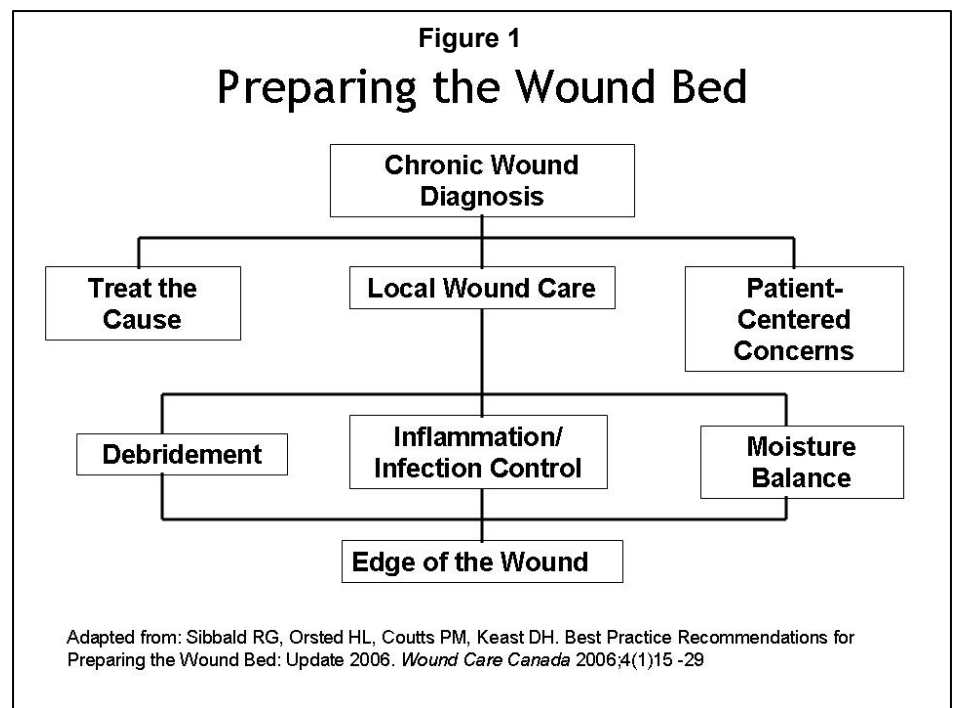 Figure 1
Preparing the Wound Bed
Chronic Wound
Diagnosis
Treat the
Cause
Local Wound Care
Patient-
Centered
Concerns
Debridement
Inflammation/
Infection Control
Moisture
Balance
Edge of the Wound
Adapted from: Sibbald RG, Orsted HL, Coutts PM, Keast DH. Best Practice Recommendations for
Preparing the Wound Bed: Update 2006. Wound Care Canada 2006;4(1)15 -29